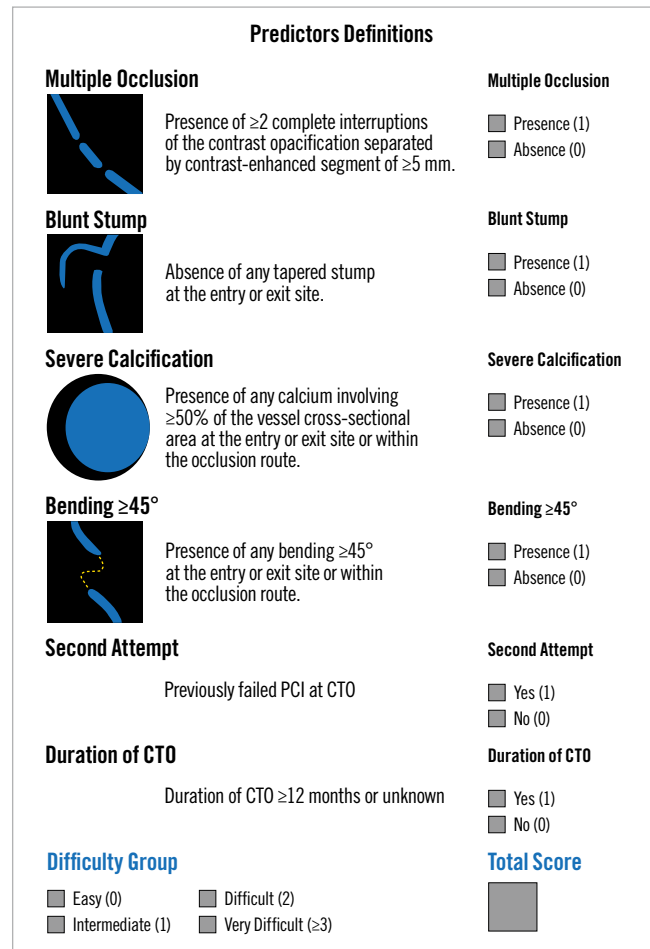 Predictors Definitions
Multiple Occlusion
Presence of ≥2 complete interruptions
of the contrast opacification separated
by contrast-enhanced segment of ≥5 mm.
Multiple Occlusion
Presence (1)
Absence (0)
Blunt Stump
Absence of any tapered stump
at the entry or exit site.
Blunt Stump
Presence (1)
Absence (0)
Severe Calcification
Presence of any calcium involving
≥50% of the vessel cross-sectional
area at the entry or exit site or within
the occlusion route.
Severe Calcification
Presence (1)
Absence (0)
Bending ≥45°
Presence of any bending ≥45°
at the entry or exit site or within
the occlusion route.
Bending ≥45°
Presence (1)
Absence (0)
Second Attempt
Previously failed PCI at CTO
Second Attempt
Yes (1)
No (0)
Duration of CTO
Duration of CTO ≥12 months or unknown
Duration of CTO
Yes (1)
No (0)
Difficulty Group
Easy (0)
Difficult (2)
Intermediate (1)
Very Difficult (≥3)
Total Score